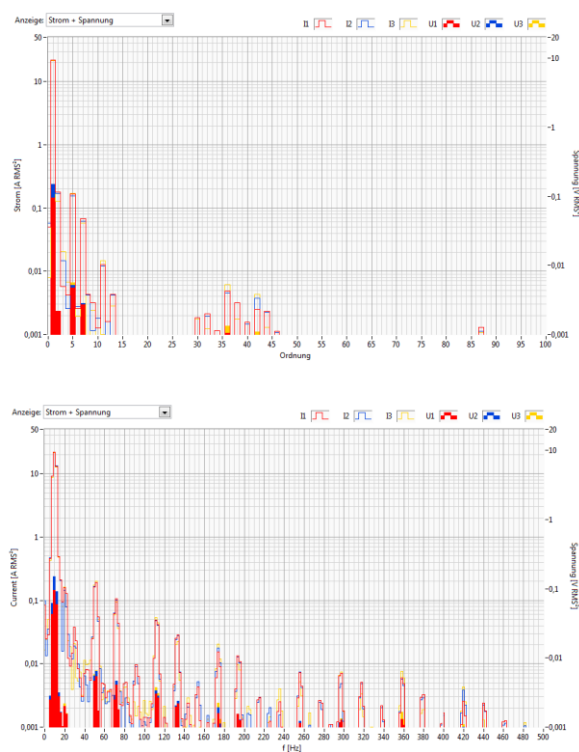 Anzeige: Strom + Spannung
I1 I2 I3 U1 U2 U3
50 10 1 0,1 0,01 0,001
Strom [A RMS²]
-20 -10 -1 -0,1 -0,01 -0,001
Spannung [V RMS²]
0 5 10 15 20 25 30 35 40 45 50 55 60 65 70 75 80 85 90 95 100
Ordnung
Anzeige: Strom + Spannung
I1 I2 I3 U1 U2 U3
50 10 1 0,1 0,01 0,001
Current [A RMS²]
-20 -10 -1 -0,1 -0,01 -0,001
Spannung [V RMS²]
0 20 40 60 80 100 120 140 160 180 200 220 240 260 280 300 320 340 360 380 400 420 440 460 480 500
f [Hz]